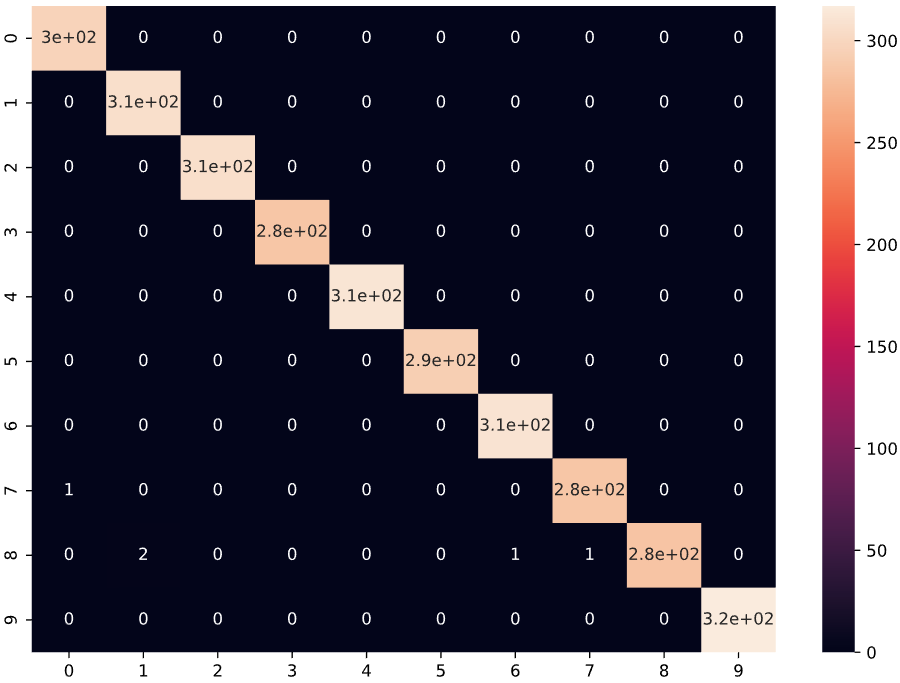 0 3e+02 0 0 0 0 0 0 0 0 0
1 0 3.1e+02 0 0 0 0 0 0 0 0
2 0 0 3.1e+02 0 0 0 0 0 0 0
3 0 0 0 2.8e+02 0 0 0 0 0 0
4 0 0 0 0 3.1e+02 0 0 0 0 0
5 0 0 0 0 0 2.9e+02 0 0 0 0
6 0 0 0 0 0 0 3.1e+02 0 0 0
7 1 0 0 0 0 0 0 2.8e+02 0 0
8 0 2 0 0 0 0 1 1 2.8e+02 0
9 0 0 0 0 0 0 0 0 0 3.2e+02
0 1 2 3 4 5 6 7 8 9
300
250
200
150
100
50
0